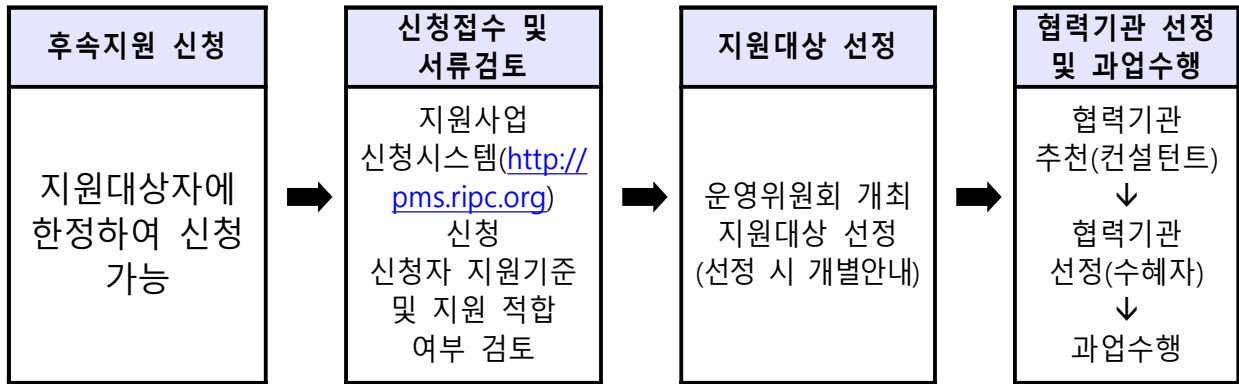 후속지원 신청
지원대상자에
한정하여 신청
가능
신청접수 및
서류검토
지원사업
신청시스템(http://
pms.ripc.org)
신청
신청자 지원기준
및 지원 적합
여부 검토
지원대상 선정
운영위원회 개최
지원대상 선정
(선정 시 개별안내)
협력기관 선정
및 과업수행
협력기관
추천(컨설턴트)
↓
협력기관
선정(수혜자)
↓
과업수행